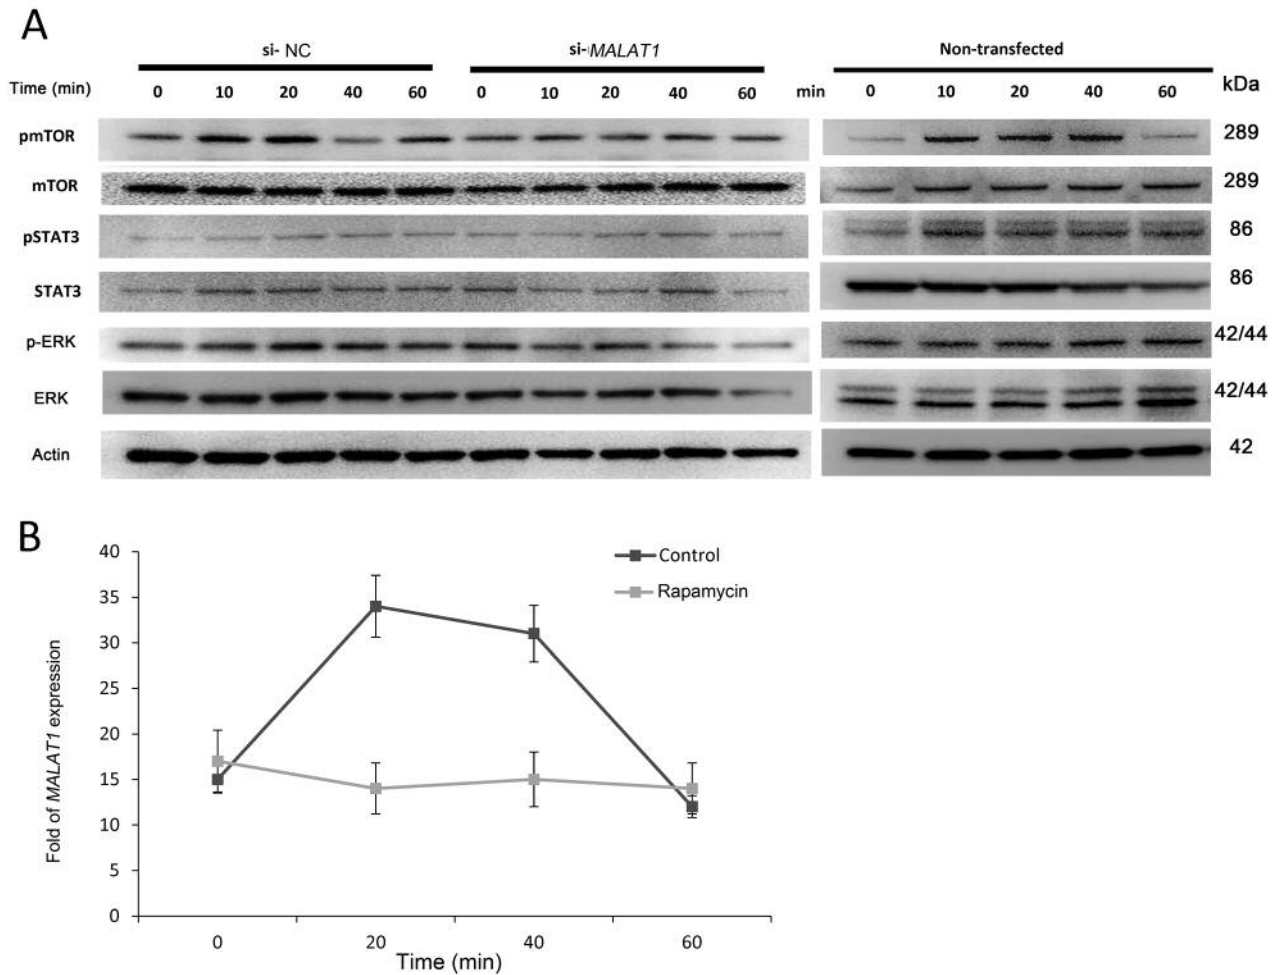 A
si- NC si-MALAT1 Non-transfected
Time (min) 0 10 20 40 60 0 10 20 40 60 min 0 10 20 40 60 kDa
pmTOR 289
mTOR 289
pSTAT3 86
STAT3 86
p-ERK 42/44
ERK 42/44
Actin 42
B
40
35
30
25
20
15
10
5
0
Fold of MALAT1 expression
Control
Rapamycin
0 20 40 60
Time (min)